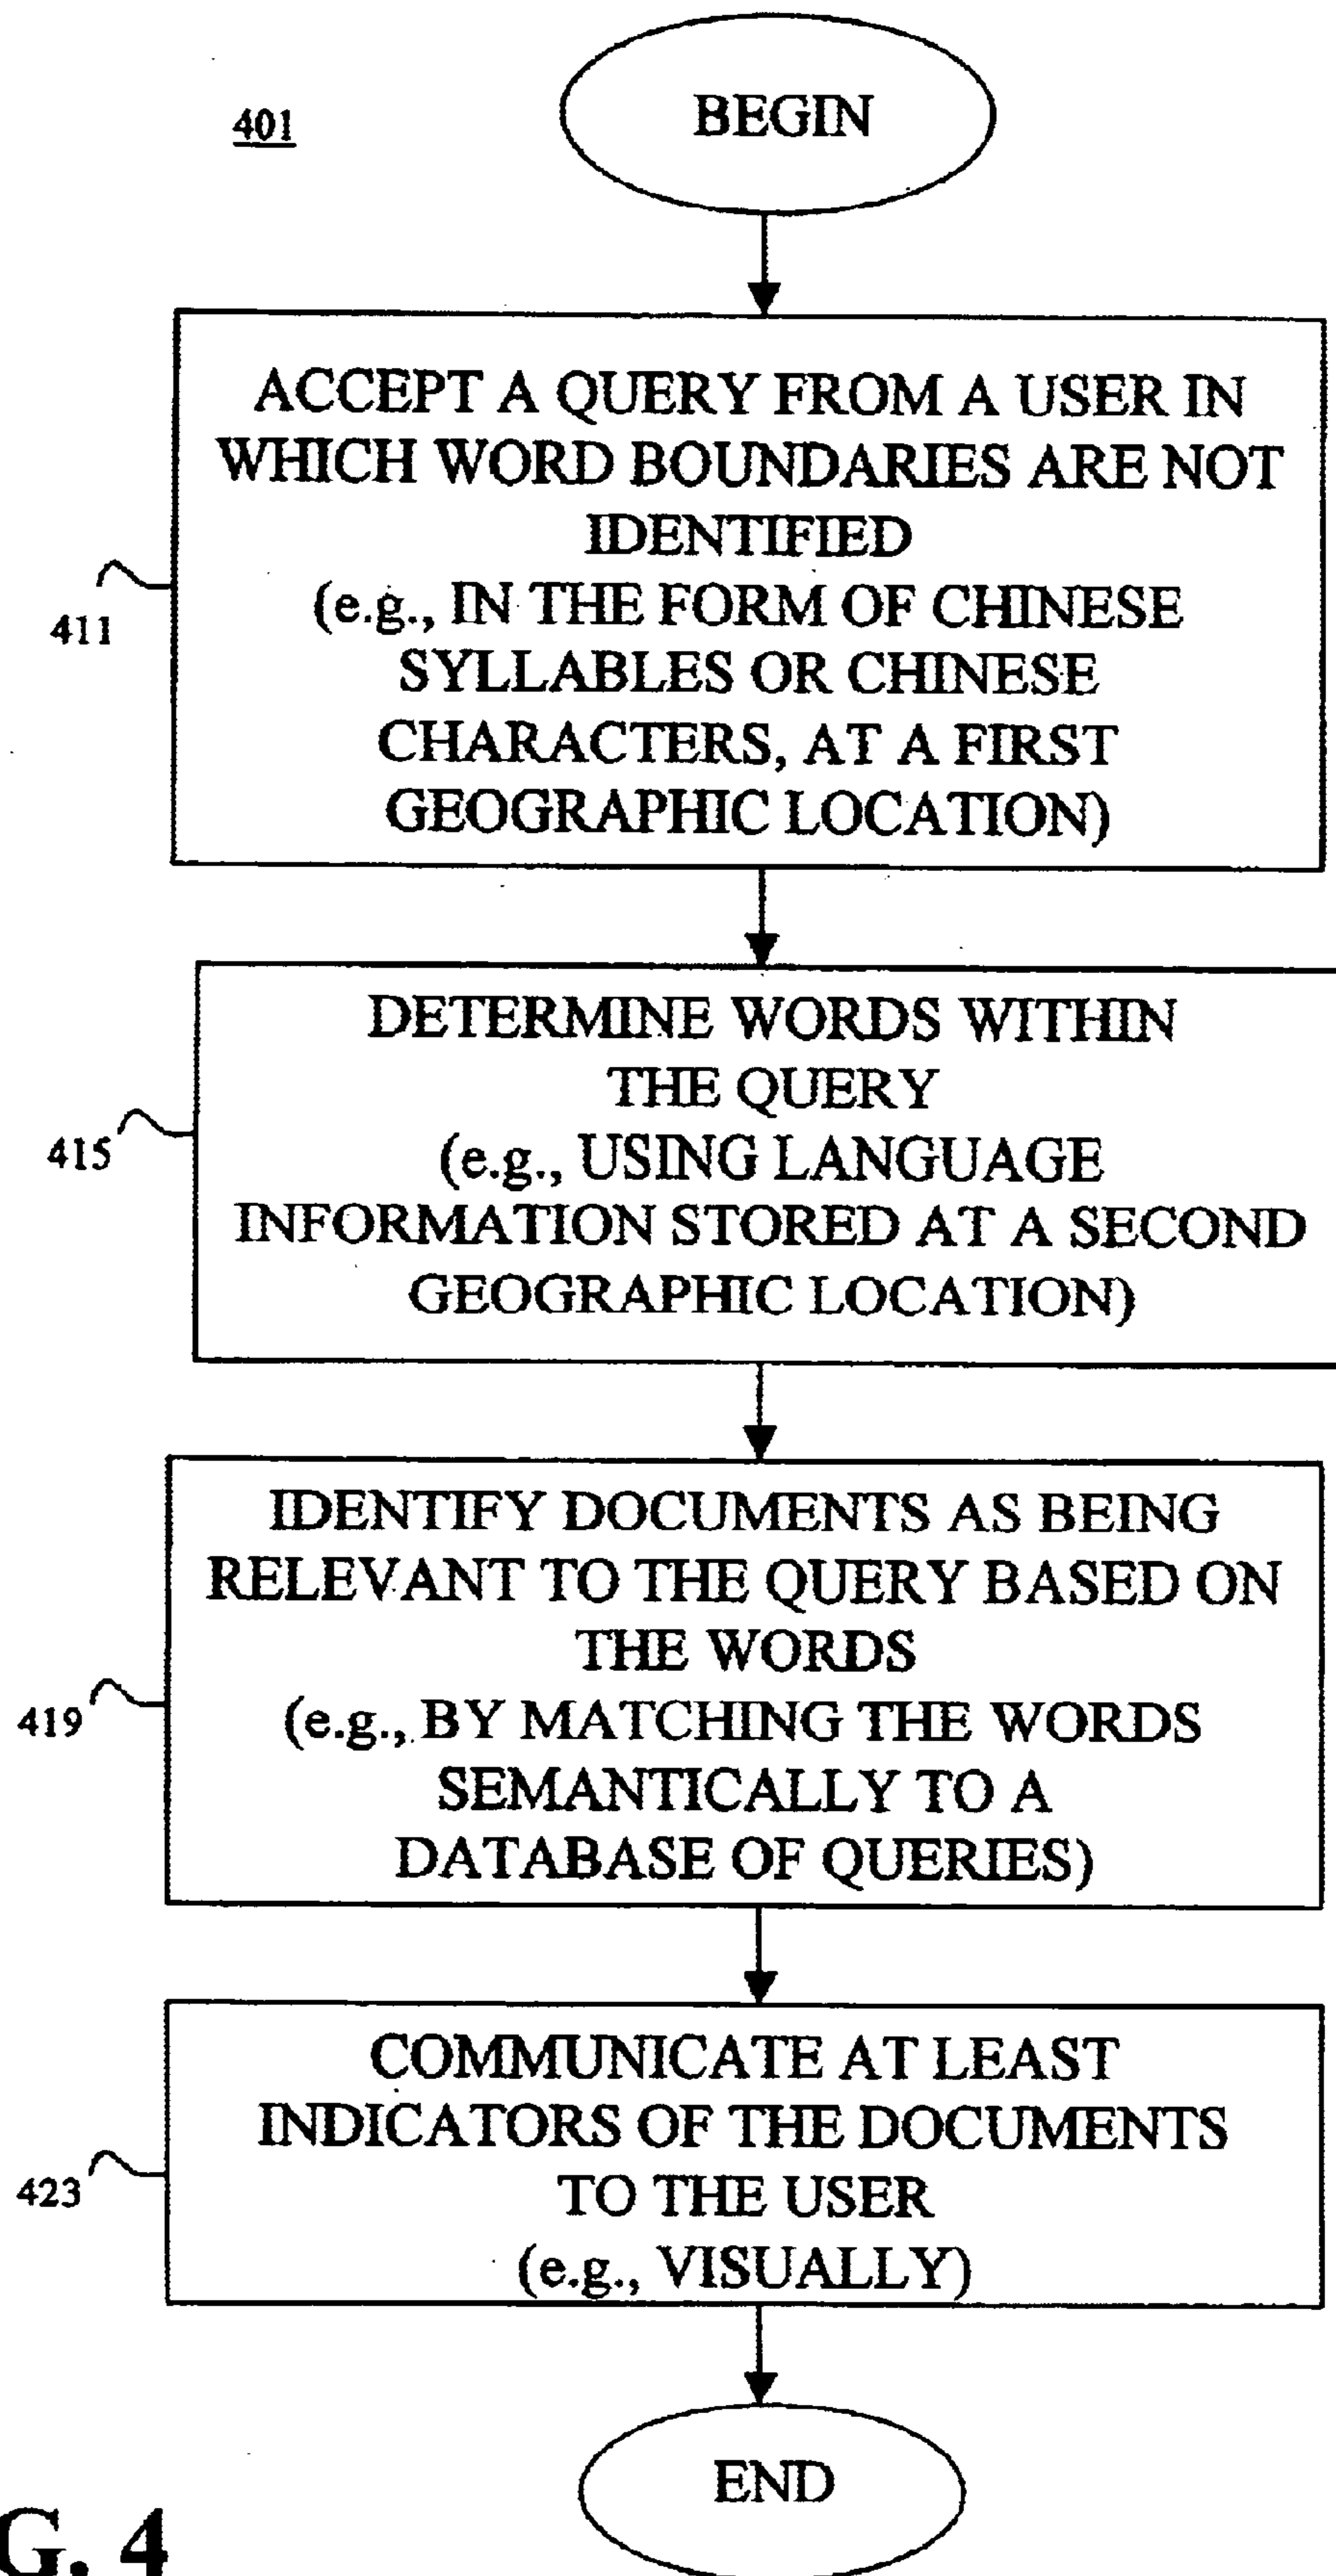 401
BEGIN
ACCEPT A QUERY FROM A USER IN
WHICH WORD BOUNDARIES ARE NOT
IDENTIFIED
(e.g., IN THE FORM OF CHINESE
SYLLABLES OR CHINESE
CHARACTERS, AT A FIRST
GEOGRAPHIC LOCATION)
411
DETERMINE WORDS WITHIN
THE QUERY
(e.g., USING LANGUAGE
INFORMATION STORED AT A SECOND
GEOGRAPHIC LOCATION)
415
IDENTIFY DOCUMENTS AS BEING
RELEVANT TO THE QUERY BASED ON
THE WORDS
(e.g., BY MATCHING THE WORDS
SEMANTICALLY TO A
DATABASE OF QUERIES)
419
COMMUNICATE AT LEAST
INDICATORS OF THE DOCUMENTS
TO THE USER
(e.g., VISUALLY)
423
END
G. 4